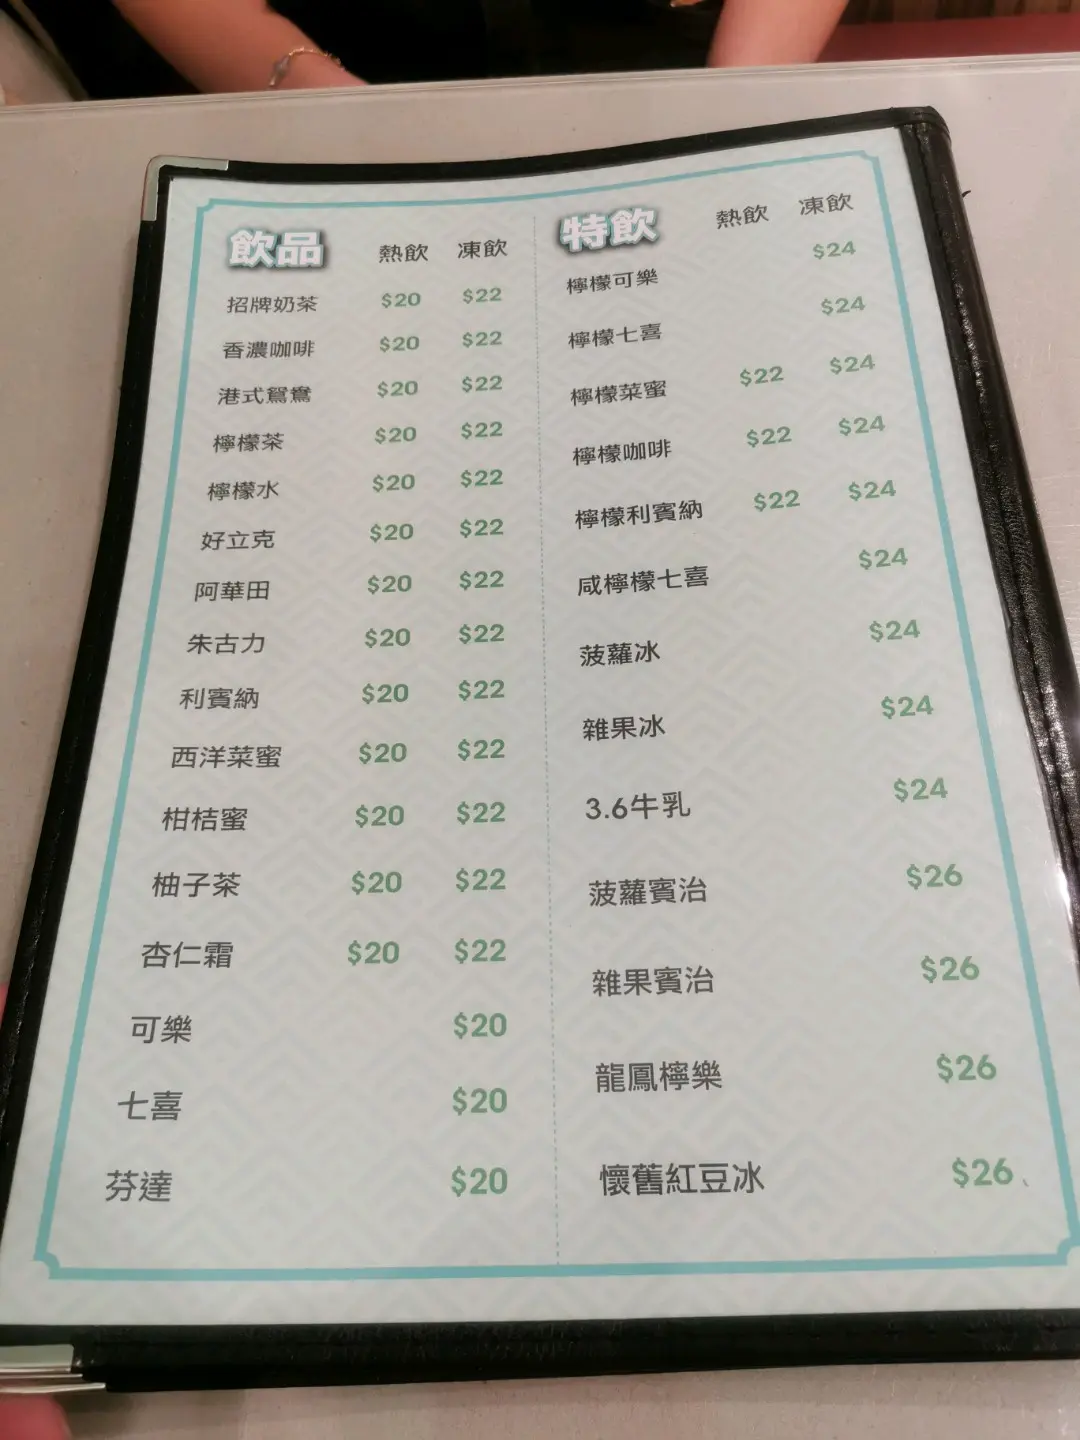 飲品 熱飲 凍飲
招牌奶茶 $20 $22
香濃咖啡 $20 $22
港式鴛鴦 $20 $22
檸檬茶 $20 $22
檸檬水 $20 $22
好立克 $20 $22
阿華田 $20 $22
朱古力 $20 $22
利賓納 $20 $22
西洋菜蜜 $20 $22
柑桔蜜 $20 $22
柚子茶 $20 $22
杏仁霜 $20 $22
可樂 $20
七喜 $20
芬達 $20
特飲 熱飲 凍飲
檸檬可樂 $24
檸檬七喜 $24
檸檬菜蜜 $22 $24
檸檬咖啡 $22 $24
檸檬利賓納 $22 $24
咸檸檬七喜 $24
菠蘿冰 $24
雜果冰 $24
3.6牛乳 $24
菠蘿賓治 $26
雜果賓治 $26
龍鳳檸樂 $26
懷舊紅豆冰 $26